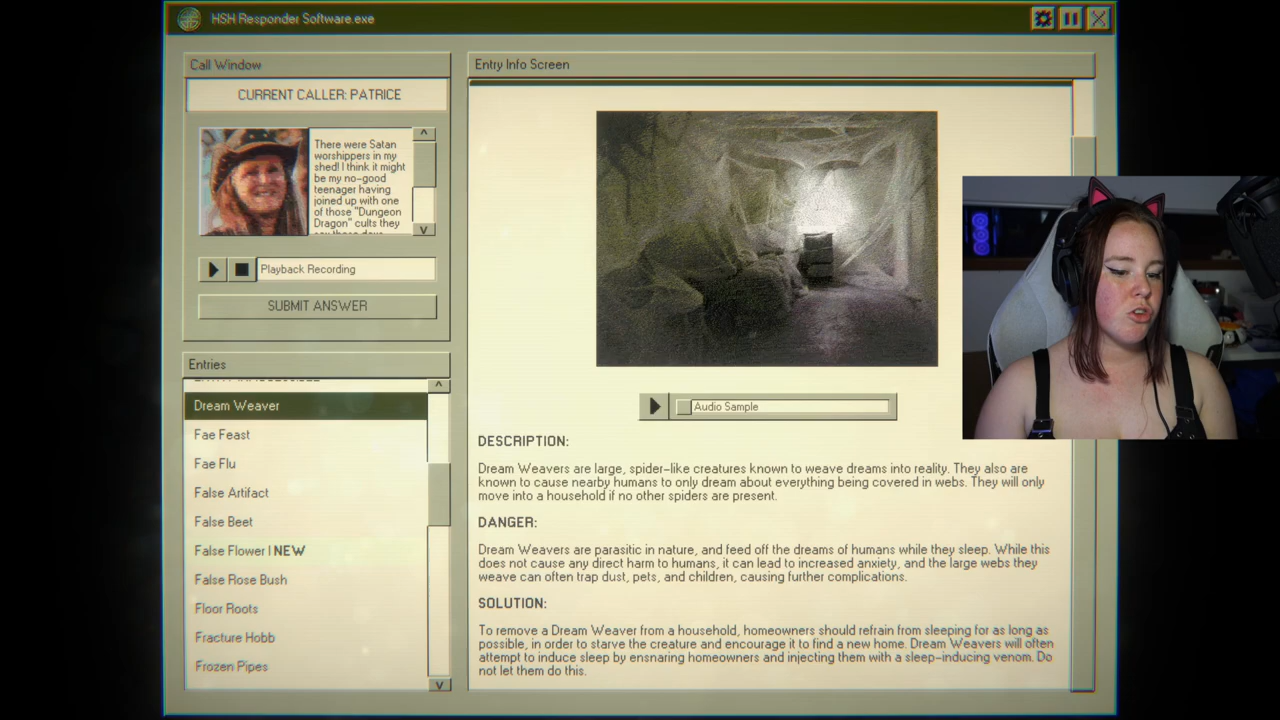 HSH Responder Software.exe
Call Window
CURRENT CALLER: PATRICE
There were Satan
worshippers in my
shed! I think it might
be my no-good
teenager having
joined up with one
of those "Dungeon
Dragon" cults they
Playback Recording
SUBMIT ANSWER
Entries
Dream Weaver
Fae Feast
Fae Flu
False Artifact
False Beet
False Flower | NEW
False Rose Bush
Floor Roots
Fracture Hobb
Frozen Pipes
Entry Info Screen
Audio Sample
DESCRIPTION:
Dream Weavers are large, spider-like creatures known to weave dreams into reality. They also are
known to cause nearby humans to only dream about everything being covered in webs. They will only
move into a household if no other spiders are present.
DANGER:
Dream Weavers are parasitic in nature, and feed off the dreams of humans while they sleep. While this
does not cause any direct harm to humans, it can lead to increased anxiety, and the large webs they
weave can often trap dust, pets, and children, causing further complications.
SOLUTION:
To remove a Dream Weaver from a household, homeowners should refrain from sleeping for as long as
possible, in order to starve the creature and encourage it to find a new home. Dream Weavers will often
attempt to induce sleep by ensnaring homeowners and injecting them with a sleep-inducing venom. Do
not let them do this.